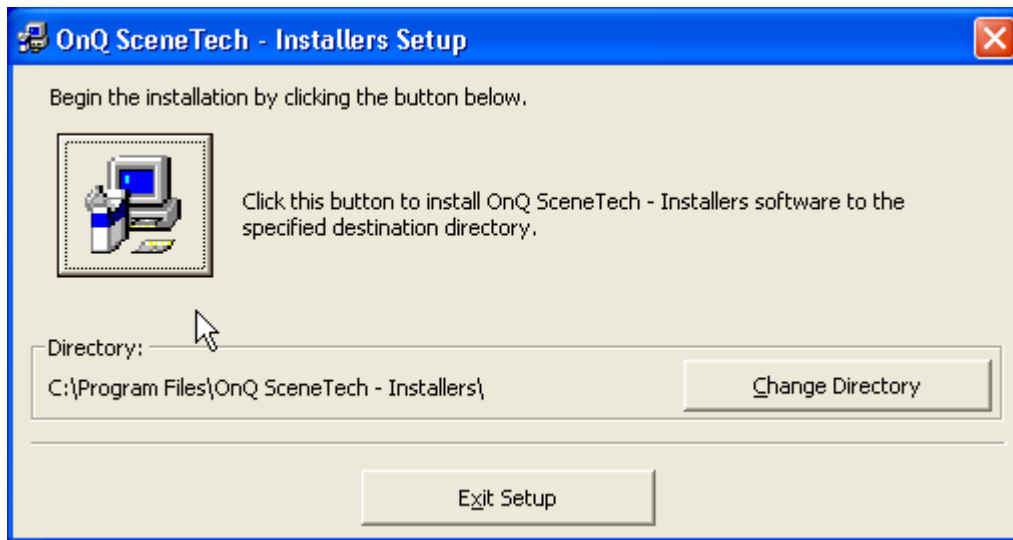 OnQ SceneTech - Installers Setup
Begin the installation by clicking the button below.
Click this button to install OnQ SceneTech - Installers software to the
specified destination directory.
Directory:
C:\Program Files\OnQ SceneTech - Installers\
Change Directory
Exit Setup